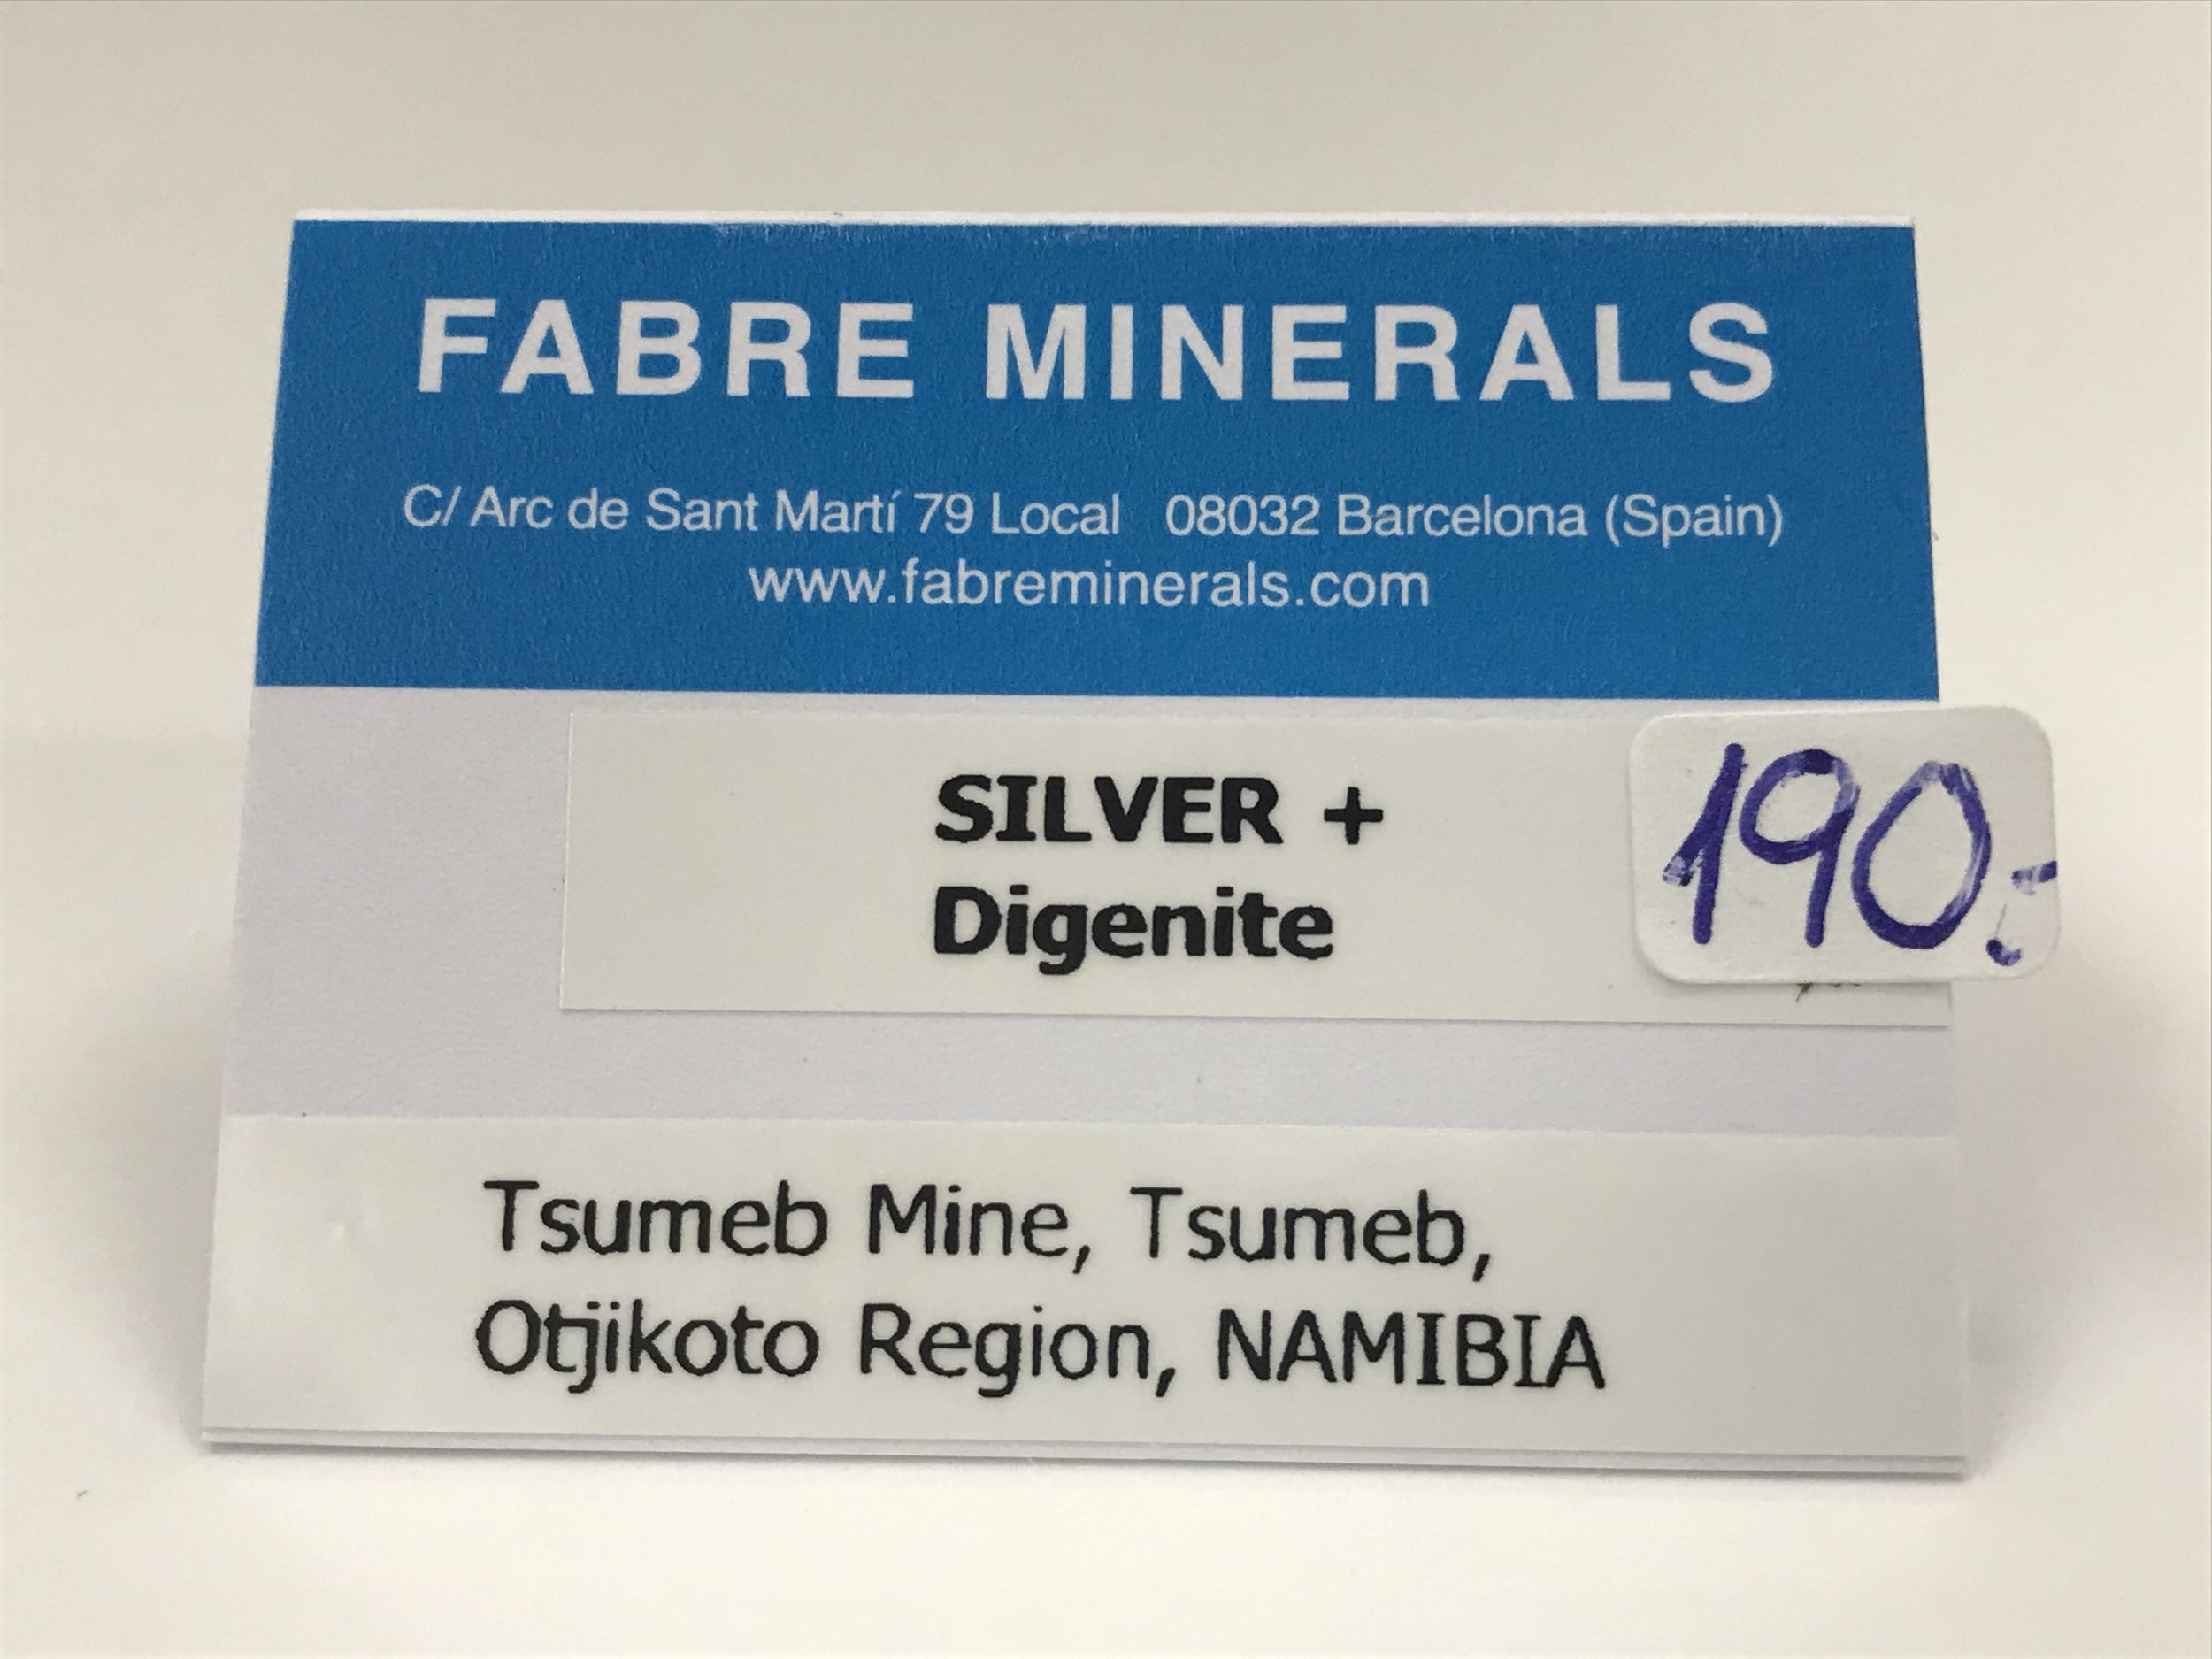 FABRE MINERALS
C/ Arc de Sant Martí 79 Local 08032 Barcelona (Spain)
www.fabreminerals.com
SILVER +
Digenite
190.-
Tsumeb Mine, Tsumeb,
Otjikoto Region, NAMIBIA